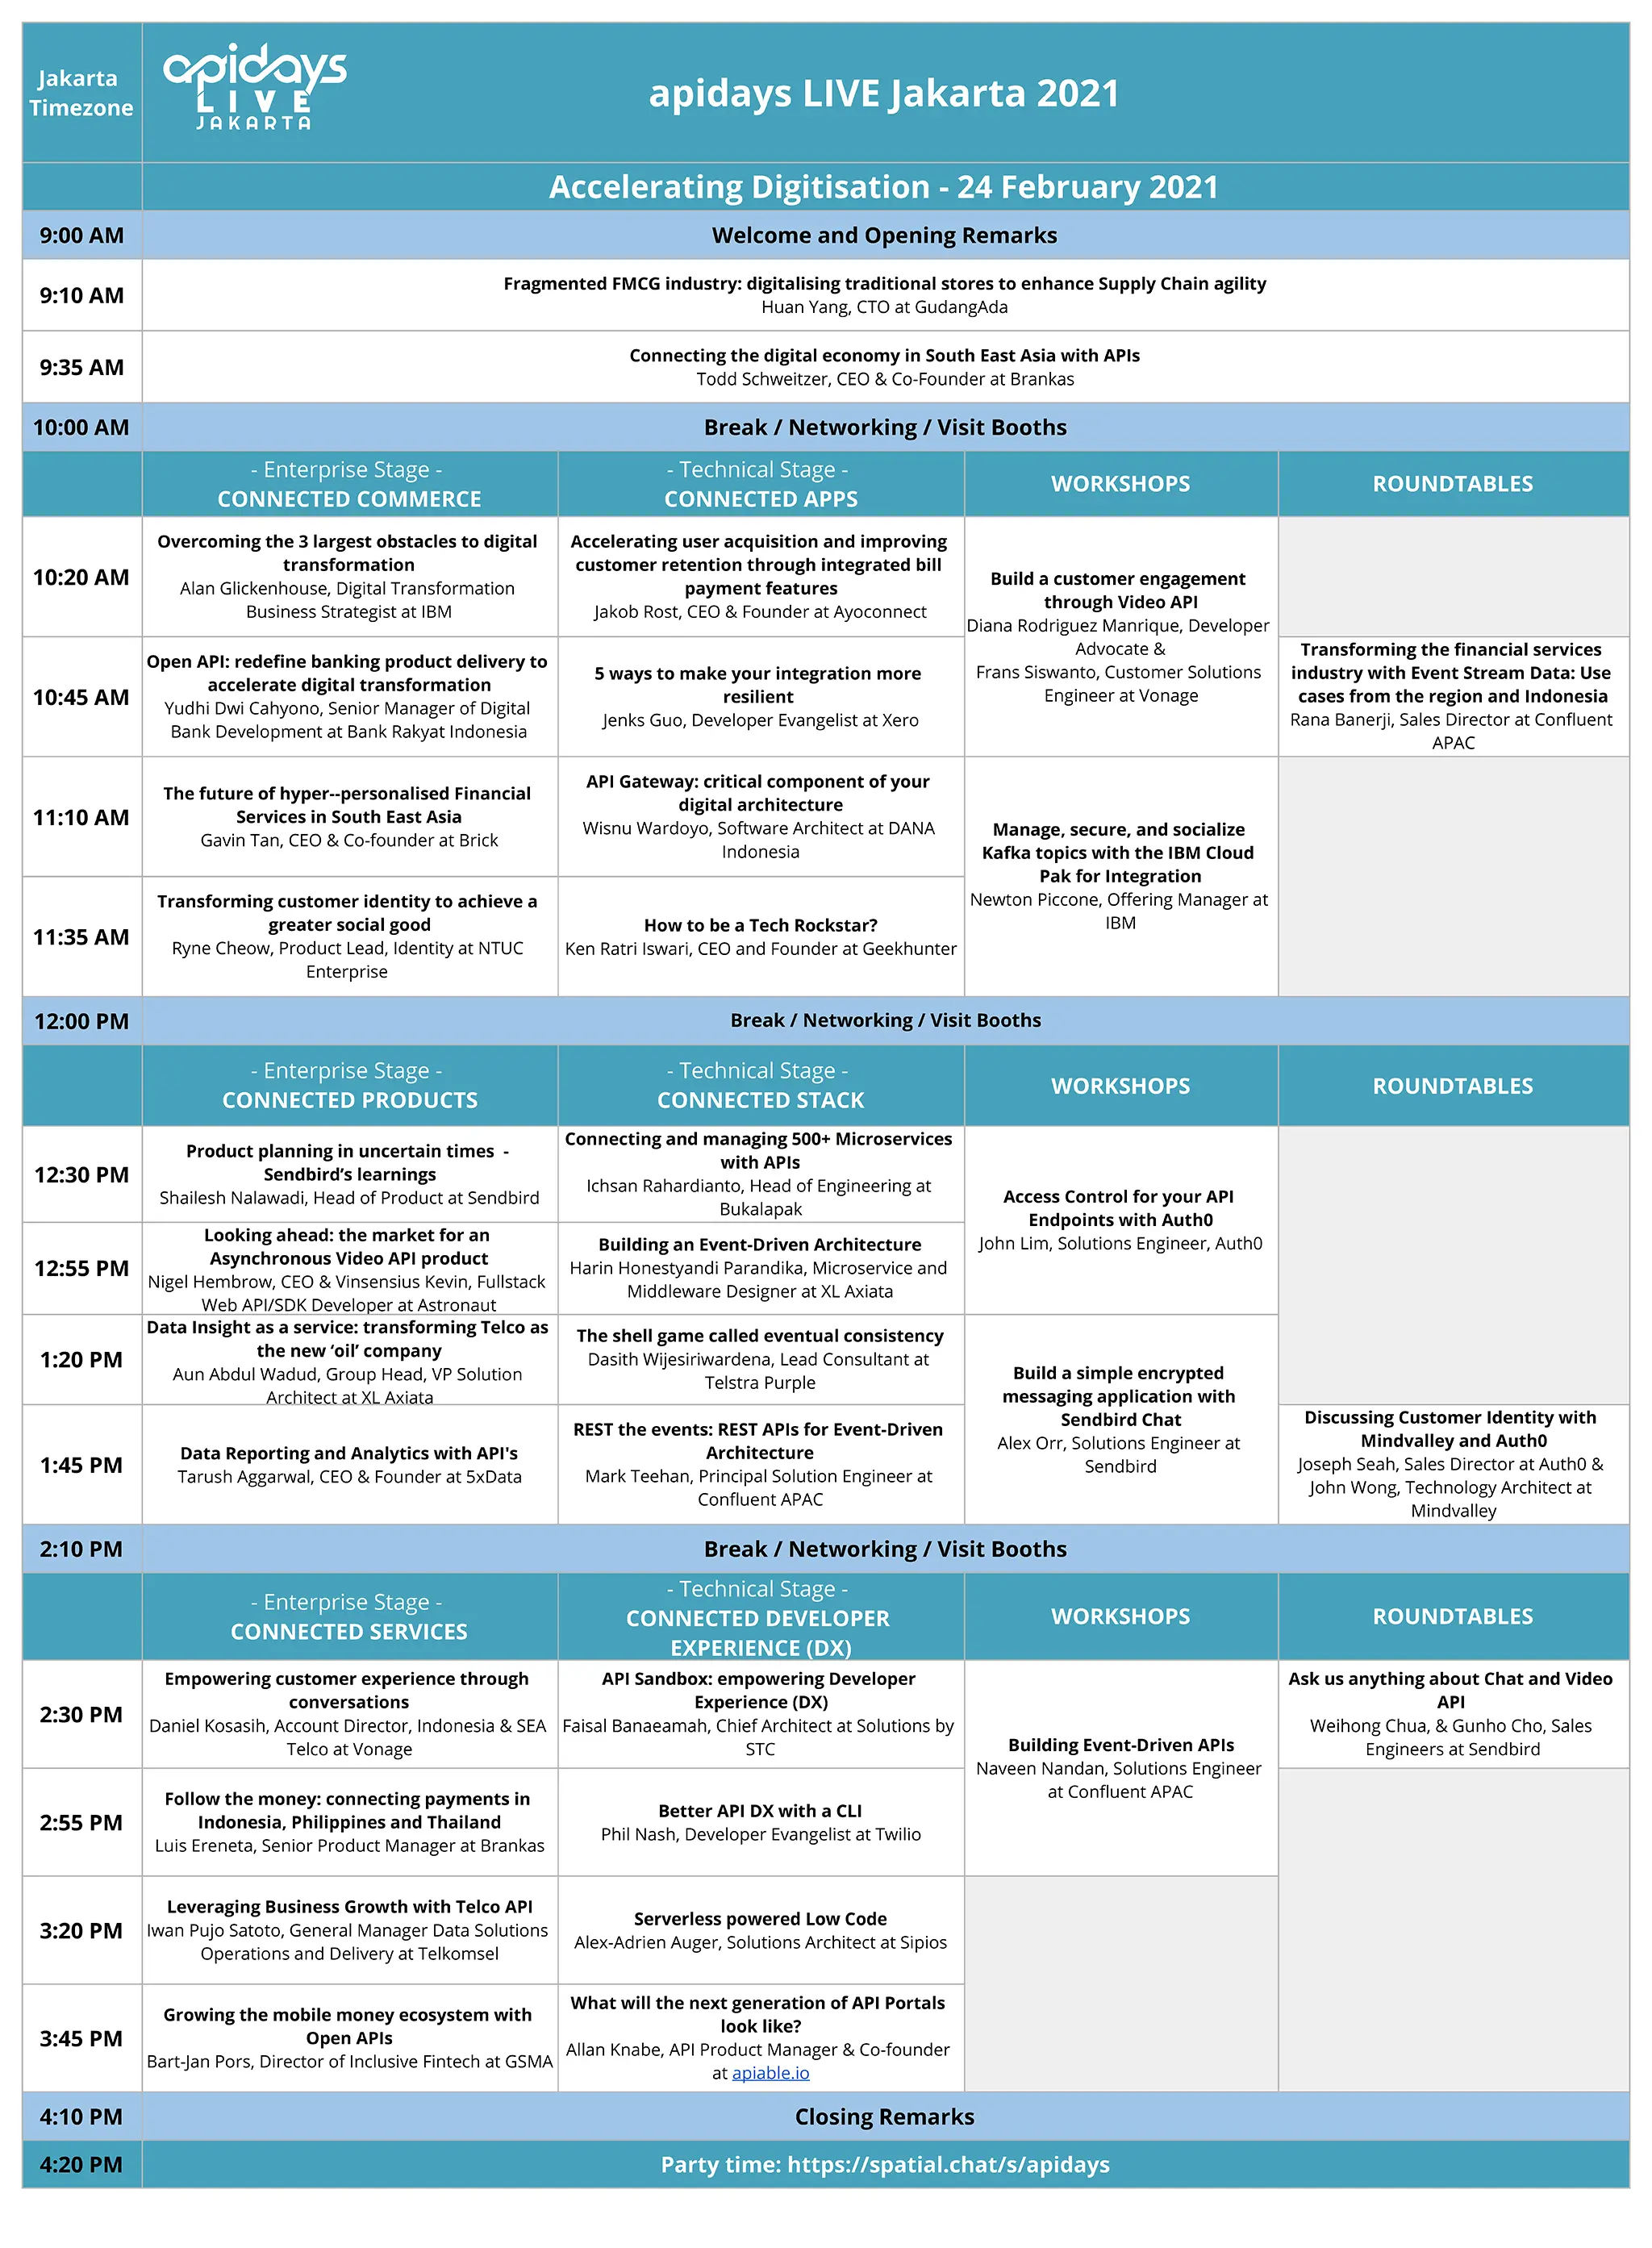 Jakarta
Timezone
apidays
LIVE
JAKARTA
apidays LIVE Jakarta 2021
Accelerating Digitisation - 24 February 2021
9:00 AM
Welcome and Opening Remarks
9:10 AM
Fragmented FMCG industry: digitalising traditional stores to enhance Supply Chain agility
Huan Yang, CTO at GudangAda
9:35 AM
Connecting the digital economy in South East Asia with APIs
Todd Schweitzer, CEO & Co-Founder at Brankas
10:00 AM
Break / Networking / Visit Booths
- Enterprise Stage -
CONNECTED COMMERCE
- Technical Stage -
CONNECTED APPS
WORKSHOPS
ROUNDTABLES
10:20 AM
Overcoming the 3 largest obstacles to digital
transformation
Alan Glickenhouse, Digital Transformation
Business Strategist at IBM
Accelerating user acquisition and improving
customer retention through integrated bill
payment features
Jakob Rost, CEO & Founder at Ayoconnect
Build a customer engagement
through Video API
Diana Rodriguez Manrique, Developer
Advocate &
Frans Siswanto, Customer Solutions
Engineer at Vonage
10:45 AM
Open API: redefine banking product delivery to
accelerate digital transformation
Yudhi Dwi Cahyono, Senior Manager of Digital
Bank Development at Bank Rakyat Indonesia
5 ways to make your integration more
resilient
Jenks Guo, Developer Evangelist at Xero
Transforming the financial services
industry with Event Stream Data: Use
cases from the region and Indonesia
Rana Banerji, Sales Director at Confluent
APAC
11:10 AM
The future of hyper--personalised Financial
Services in South East Asia
Gavin Tan, CEO & Co-founder at Brick
API Gateway: critical component of your
digital architecture
Wisnu Wardoyo, Software Architect at DANA
Indonesia
Manage, secure, and socialize
Kafka topics with the IBM Cloud
Pak for Integration
Newton Piccone, Offering Manager at
IBM
11:35 AM
Transforming customer identity to achieve a
greater social good
Ryne Cheow, Product Lead, Identity at NTUC
Enterprise
How to be a Tech Rockstar?
Ken Ratri Iswari, CEO and Founder at Geekhunter
12:00 PM
Break / Networking / Visit Booths
- Enterprise Stage -
CONNECTED PRODUCTS
- Technical Stage -
CONNECTED STACK
WORKSHOPS
ROUNDTABLES
12:30 PM
Product planning in uncertain times -
Sendbird's learnings
Shailesh Nalawadi, Head of Product at Sendbird
Connecting and managing 500+ Microservices
with APIs
Ichsan Rahardianto, Head of Engineering at
Bukalapak
Access Control for your API
Endpoints with Auth0
John Lim, Solutions Engineer, Auth0
12:55 PM
Looking ahead: the market for an
Asynchronous Video API product
Nigel Hembrow, CEO & Vinsensius Kevin, Fullstack
Web API/SDK Developer at Astronaut
Building an Event-Driven Architecture
Harin Honestyandi Parandika, Microservice and
Middleware Designer at XL Axiata
1:20 PM
Data Insight as a service: transforming Telco as
the new 'oil' company
Aun Abdul Wadud, Group Head, VP Solution
Architect at XL Axiata
The shell game called eventual consistency
Dasith Wijesiriwardena, Lead Consultant at
Telstra Purple
Build a simple encrypted
messaging application with
Sendbird Chat
Alex Orr, Solutions Engineer at
Sendbird
1:45 PM
Data Reporting and Analytics with API's
Tarush Aggarwal, CEO & Founder at 5xData
REST the events: REST APIs for Event-Driven
Architecture
Mark Teehan, Principal Solution Engineer at
Confluent APAC
Discussing Customer Identity with
Mindvalley and Auth0
Joseph Seah, Sales Director at Auth0 &
John Wong, Technology Architect at
Mindvalley
2:10 PM
Break / Networking / Visit Booths
- Enterprise Stage -
CONNECTED SERVICES
- Technical Stage -
CONNECTED DEVELOPER
EXPERIENCE (DX)
WORKSHOPS
ROUNDTABLES
2:30 PM
Empowering customer experience through
conversations
Daniel Kosasih, Account Director, Indonesia & SEA
Telco at Vonage
API Sandbox: empowering Developer
Experience (DX)
Faisal Banaeamah, Chief Architect at Solutions by
STC
Building Event-Driven APIs
Naveen Nandan, Solutions Engineer
at Confluent APAC
Ask us anything about Chat and Video
API
Weihong Chua, & Gunho Cho, Sales
Engineers at Sendbird
2:55 PM
Follow the money: connecting payments in
Indonesia, Philippines and Thailand
Luis Ereneta, Senior Product Manager at Brankas
Better API DX with a CLI
Phil Nash, Developer Evangelist at Twilio
3:20 PM
Leveraging Business Growth with Telco API
Iwan Pujo Satoto, General Manager Data Solutions
Operations and Delivery at Telkomsel
Serverless powered Low Code
Alex-Adrien Auger, Solutions Architect at Sipios
3:45 PM
Growing the mobile money ecosystem with
Open APIs
Bart-Jan Pors, Director of Inclusive Fintech at GSMA
What will the next generation of API Portals
look like?
Allan Knabe, API Product Manager & Co-founder
at apiable.io
4:10 PM
Closing Remarks
4:20 PM
Party time: https://spatial.chat/s/apidays